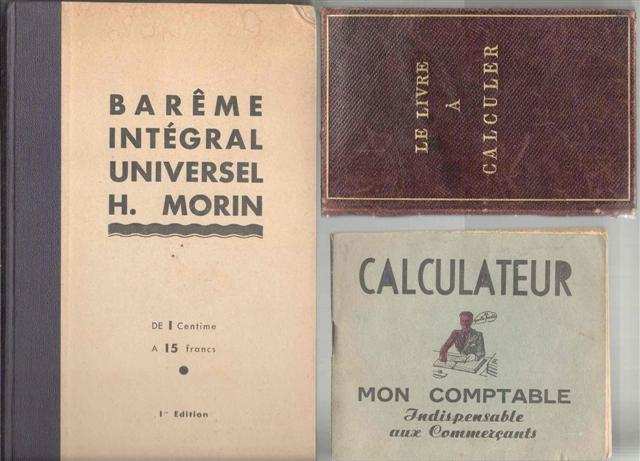 BARÊME
INTÉGRAL
UNIVERSEL
H. MORIN
DE 1 Centime
A 15 francs
1re Edition
LE LIVRE
À
CALCULER
CALCULATEUR
MON COMPTABLE
Indispensable
aux Commerçants